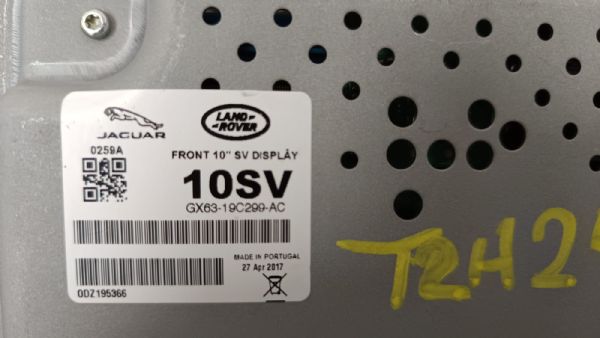 JAGUAR
LAND-
ROVER
0259A
FRONT 10" SV DISPLAY
10SV
GX63-19C299-AC
MADE IN PORTUGAL
27 Apr 2017
0DZ195366